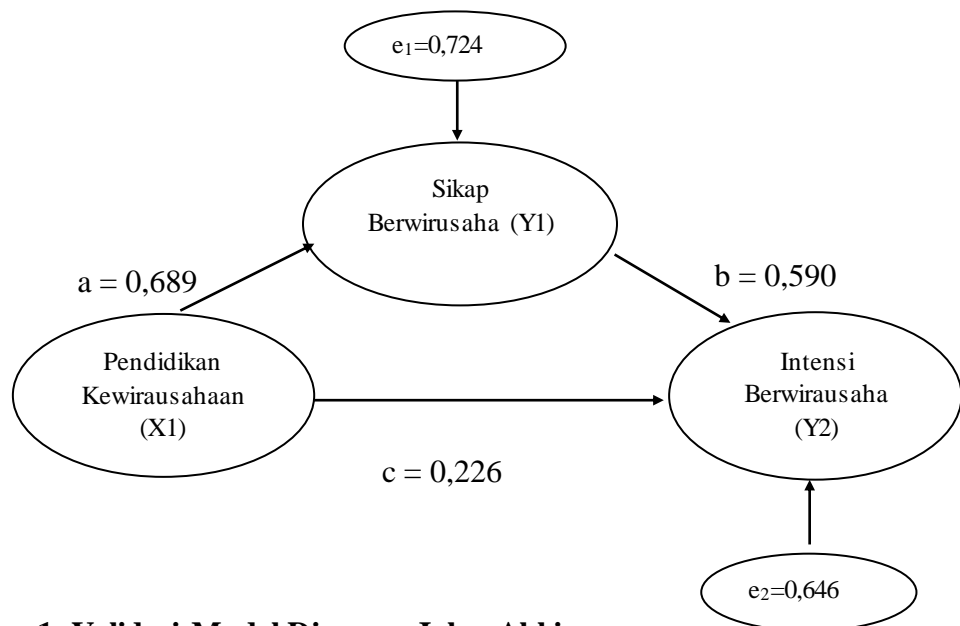 e₁=0,724
Sikap
Berwirusaha (Y1)
a = 0,689
b = 0,590
Pendidikan
Kewirausahaan
(X1)
Intensi
Berwirausaha
(Y2)
c = 0,226
e₂=0,646